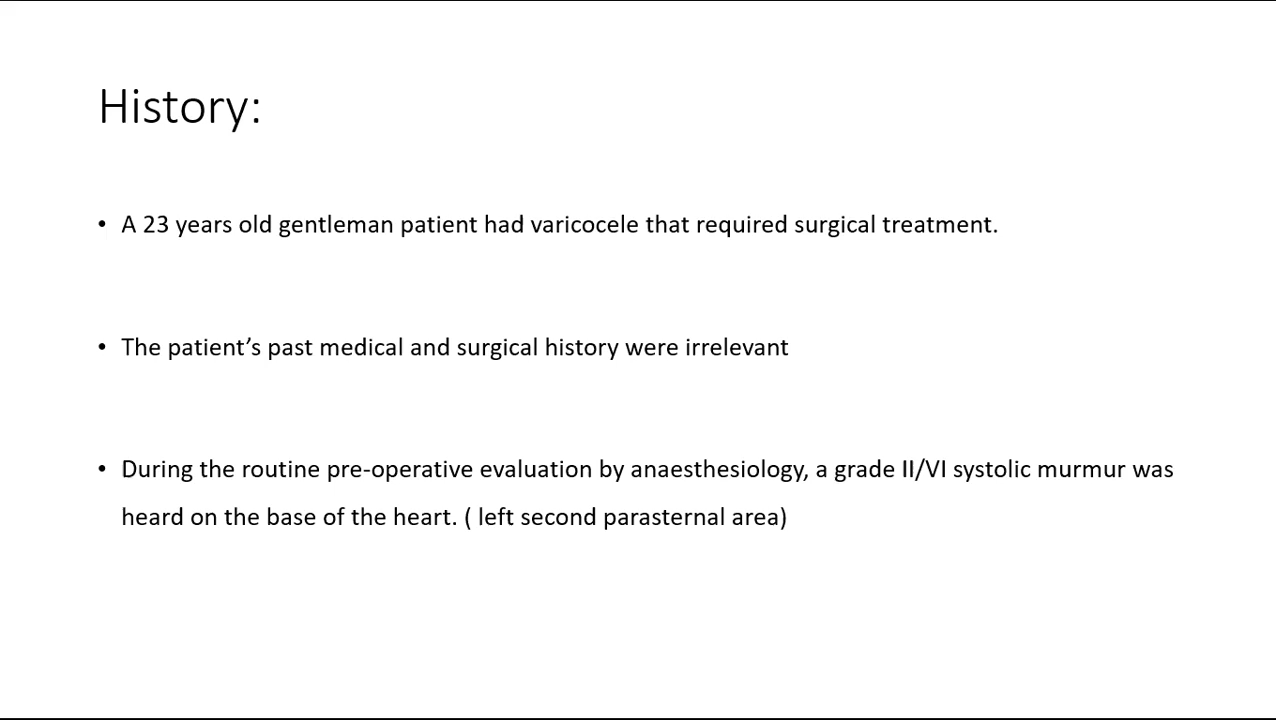 History:
• A 23 years old gentleman patient had varicocele that required surgical treatment.
• The patient’s past medical and surgical history were irrelevant
• During the routine pre-operative evaluation by anaesthesiology, a grade II/VI systolic murmur was
heard on the base of the heart. ( left second parasternal area)